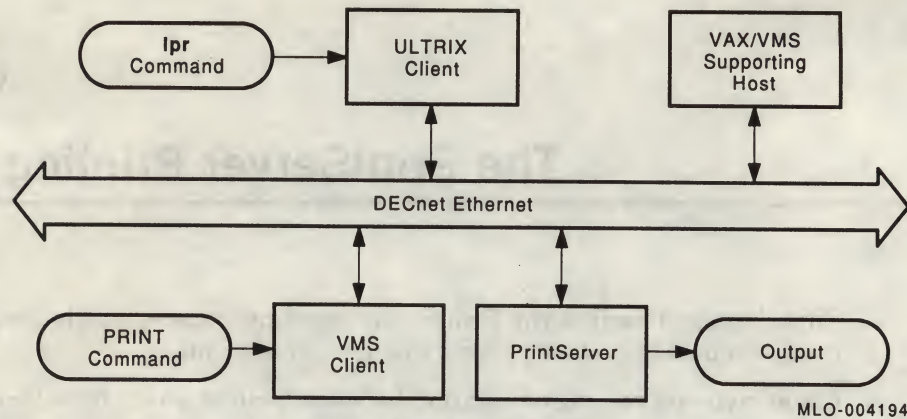 lpr
Command
ULTRIX
Client
VAX/VMS
Supporting
Host
DECnet Ethernet
PRINT
Command
VMS
Client
PrintServer
Output
MLO-004194